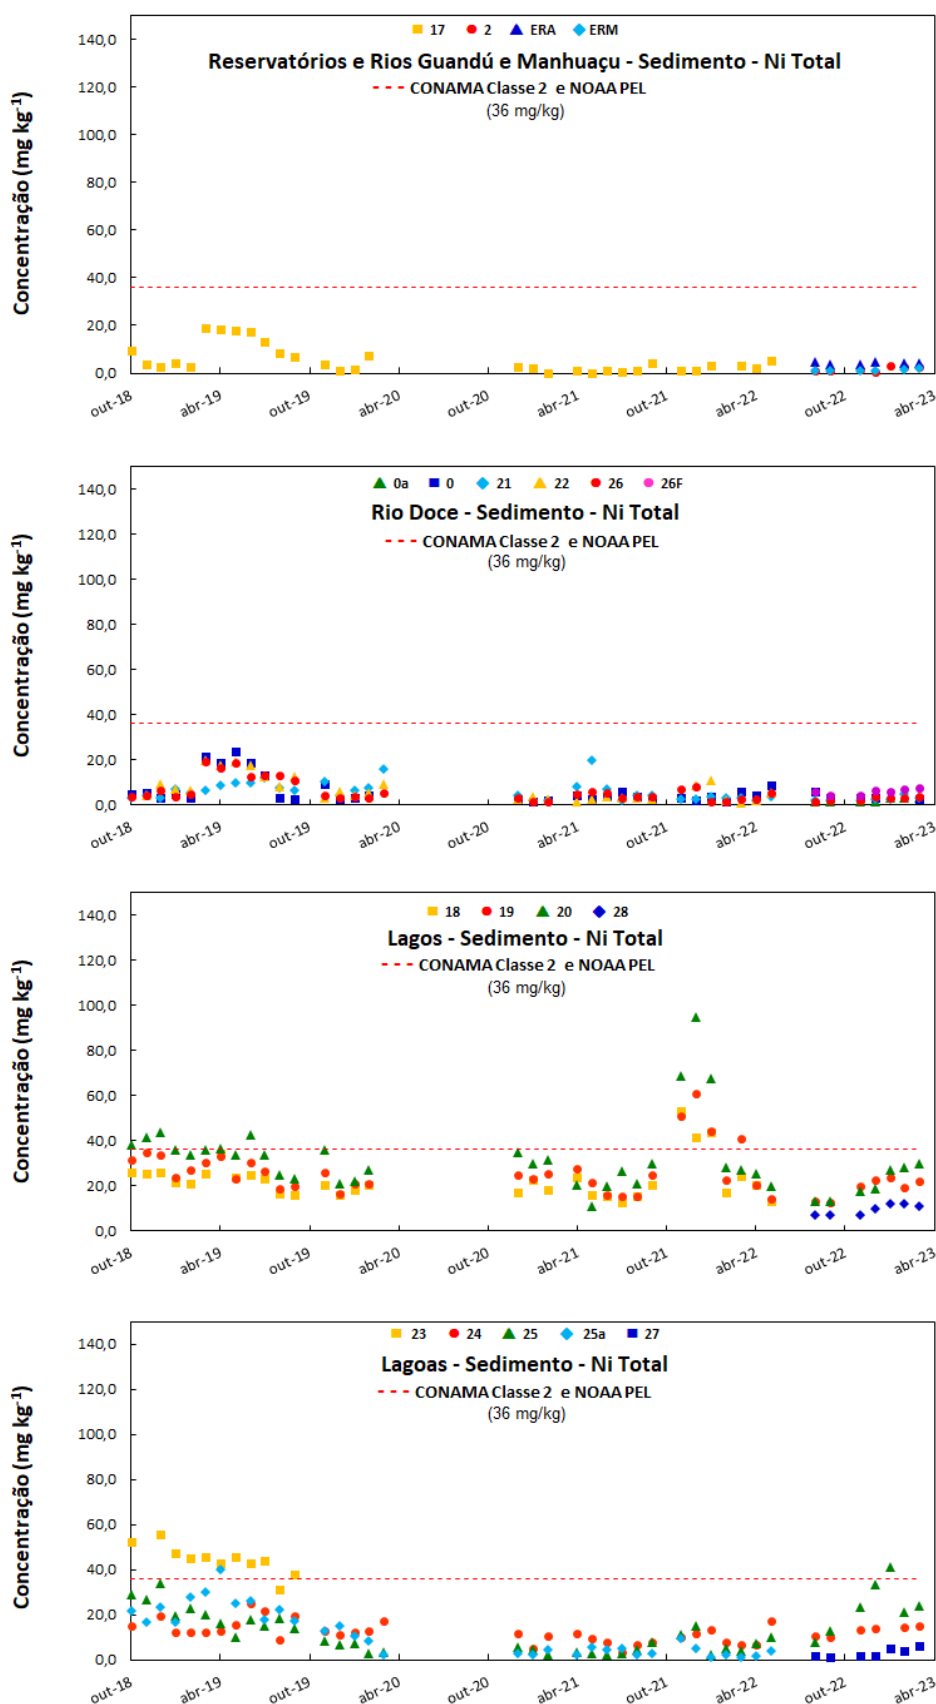 17 2 ERA ERM
Reservatórios e Rios Guandú e Manhuaçu - Sedimento - Ni Total
CONAMA Classe 2 e NOAA PEL
(36 mg/kg)
Concentração (mg kg-1)
140,0
120,0
100,0
80,0
60,0
40,0
20,0
0,0
out-18 abr-19 out-19 abr-20 out-20 abr-21 out-21 abr-22 out-22 abr-23
0a 0 21 22 26 26F
Rio Doce - Sedimento - Ni Total
CONAMA Classe 2 e NOAA PEL
(36 mg/kg)
Concentração (mg kg-1)
140,0
120,0
100,0
80,0
60,0
40,0
20,0
0,0
out-18 abr-19 out-19 abr-20 out-20 abr-21 out-21 abr-22 out-22 abr-23
18 19 20 28
Lagos - Sedimento - Ni Total
CONAMA Classe 2 e NOAA PEL
(36 mg/kg)
Concentração (mg kg-1)
140,0
120,0
100,0
80,0
60,0
40,0
20,0
0,0
out-18 abr-19 out-19 abr-20 out-20 abr-21 out-21 abr-22 out-22 abr-23
23 24 25 25a 27
Lagoas - Sedimento - Ni Total
CONAMA Classe 2 e NOAA PEL
(36 mg/kg)
Concentração (mg kg-1)
140,0
120,0
100,0
80,0
60,0
40,0
20,0
0,0
out-18 abr-19 out-19 abr-20 out-20 abr-21 out-21 abr-22 out-22 abr-23